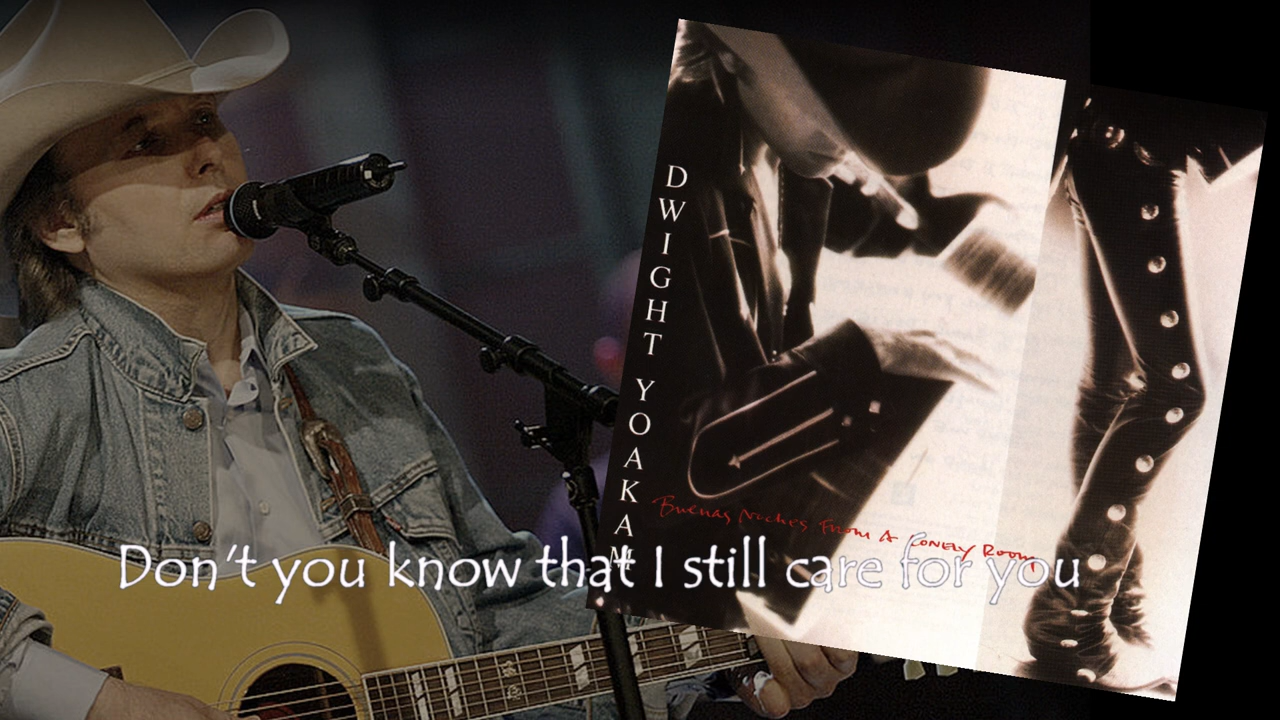 DWIGHT YOAKAM
Buenas Noches From A Lonely Room
Don't you know that I still care for you